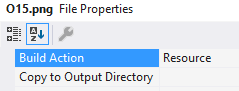 O15.png File Properties
A Z
Build Action Resource
Copy to Output Directory